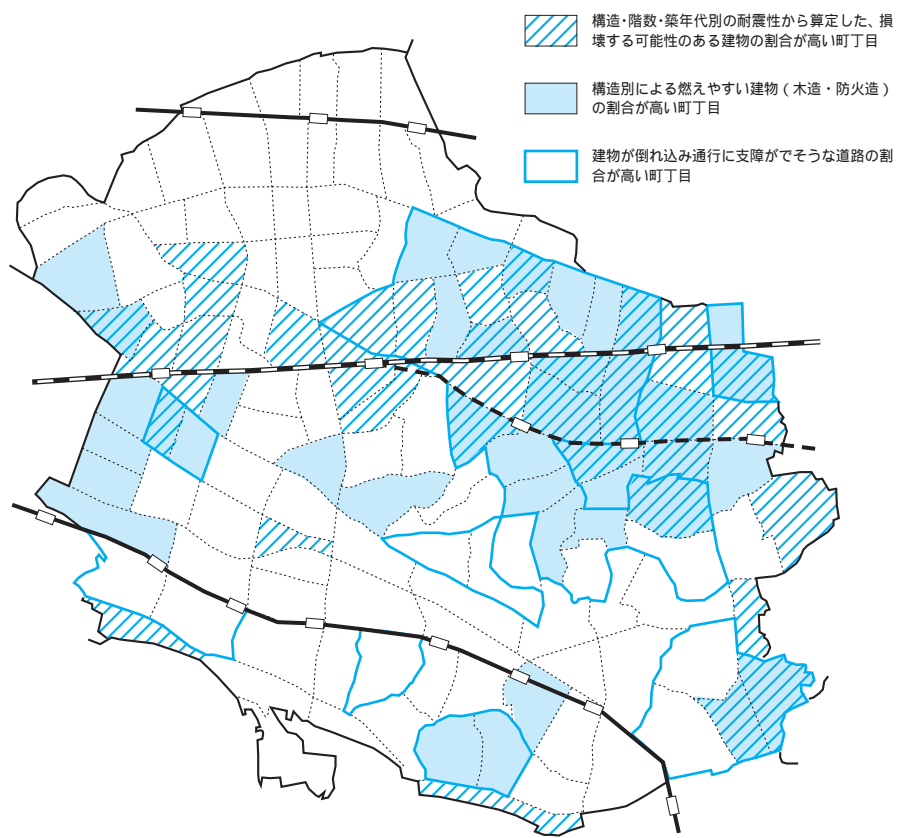 構造・階数・築年代別の耐震性から算定した、損
壊する可能性のある建物の割合が高い町丁目
構造別による燃えやすい建物（木造・防火造）
の割合が高い町丁目
建物が倒れ込み通行に支障がでそうな道路の割
合が高い町丁目